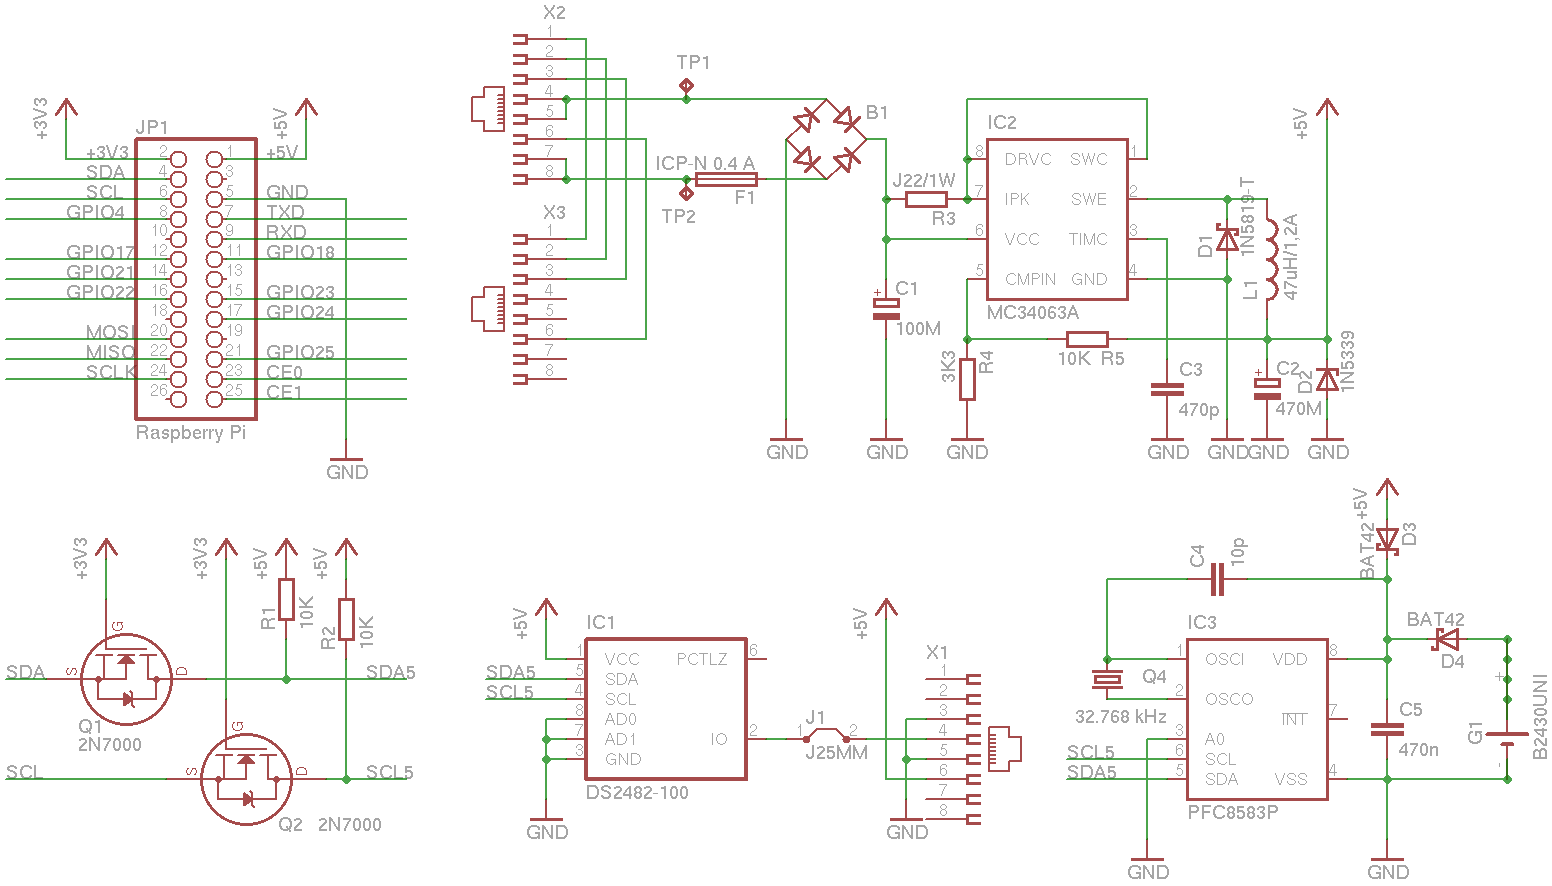 JP1
+3V3
+5V
+3V3 2 1 +5V
SDA 4 3
SCL 6 5 GND
GPIO4 8 7 TXD
10 9 RXD
GPIO17 12 11 GPIO18
GPIO21 14 13
GPIO22 16 15 GPIO23
18 17 GPIO24
MOSI 20 19
MISO 22 21 GPIO25
SCLK 24 23 CE0
26 25 CE1
Raspberry Pi
GND
X2
1
2
3
4
5
6
7
8
X3
1
2
3
4
5
6
7
8
TP1
ICP-N 0.4 A
F1
TP2
B1
GND
J22/1W
R3
+
C1
100M
GND
IC2
8 DRVC SWC 1
7 IPK SWE 2
6 VCC TIMC 3
5 CMPIN GND 4
MC34063A
3K3
R4
GND
10K R5
C3
470p
GND
D1
1N5819-T
GND
L1
47uH/1,2A
+
C2
470M
GND
+5V
D2
1N5339
GND
+3V3
G
SDA S D SDA5
Q1
2N7000
+3V3
G
SCL S D SCL5
Q2 2N7000
+5V
R1
10K
+5V
R2
10K
+5V
IC1
1 VCC PCTLZ 6
SDA5 5 SDA
SCL5 4 SCL
8 AD0
7 AD1 IO 2
3 GND
DS2482-100
GND
J1
1 2
J25MM
+5V
X1
1
2
3
4
5
6
7
8
GND
C4
10p
+5V
BAT42
D3
IC3
1 OSCI VDD 8
2 OSCO
INT 7
3 A0
SCL5 6 SCL
SDA5 5 SDA VSS 4
PFC8583P
Q4
32.768 kHz
GND
BAT42
D4
C5
470n
GND
+
G1
-
B2430UNI